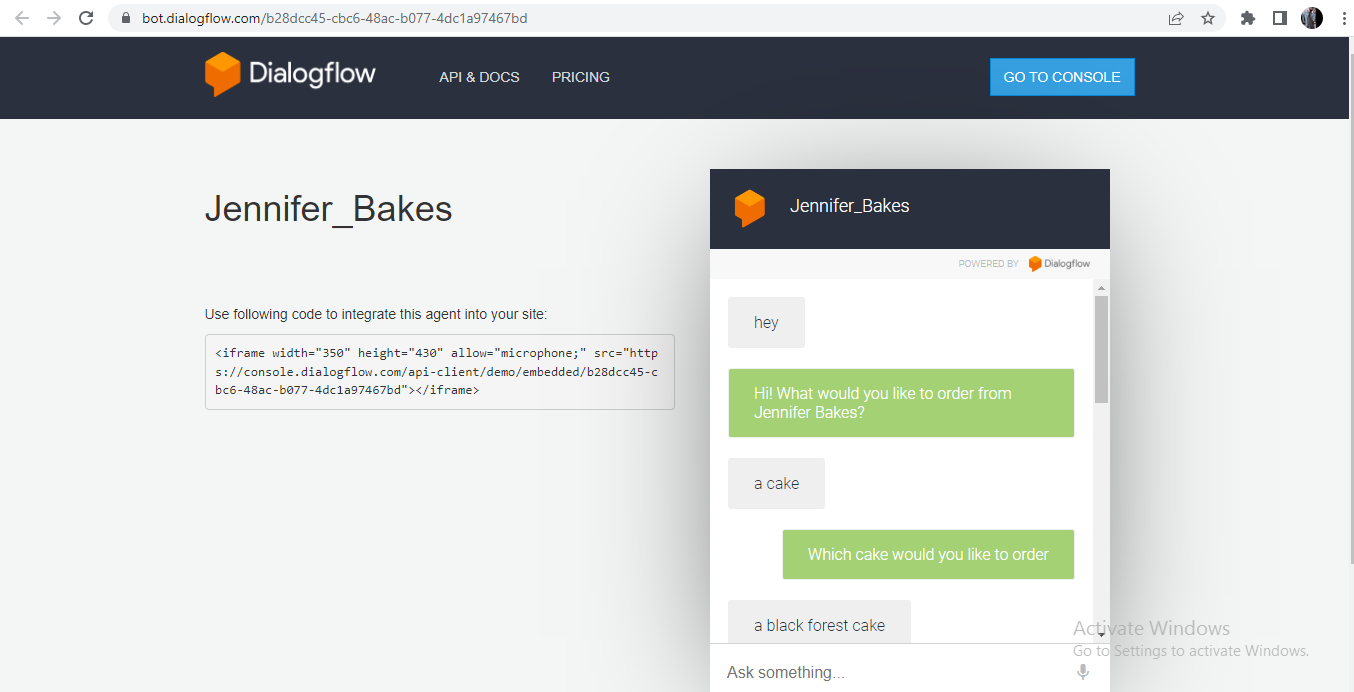 bot.dialogflow.com/b28dcc45-cbc6-48ac-b077-4dc1a97467bd
Dialogflow
API & DOCS
PRICING
GO TO CONSOLE
Jennifer_Bakes
Use following code to integrate this agent into your site:
<iframe width="350" height="430" allow="microphone;" src="http
s://console.dialogflow.com/api-client/demo/embedded/b28dcc45-c
bc6-48ac-b077-4dc1a97467bd"></iframe>
Jennifer_Bakes
POWERED BY Dialogflow
hey
Hi! What would you like to order from
Jennifer Bakes?
a cake
Which cake would you like to order
a black forest cake
Ask something...
Activate Windows
Go to Settings to activate Windows.